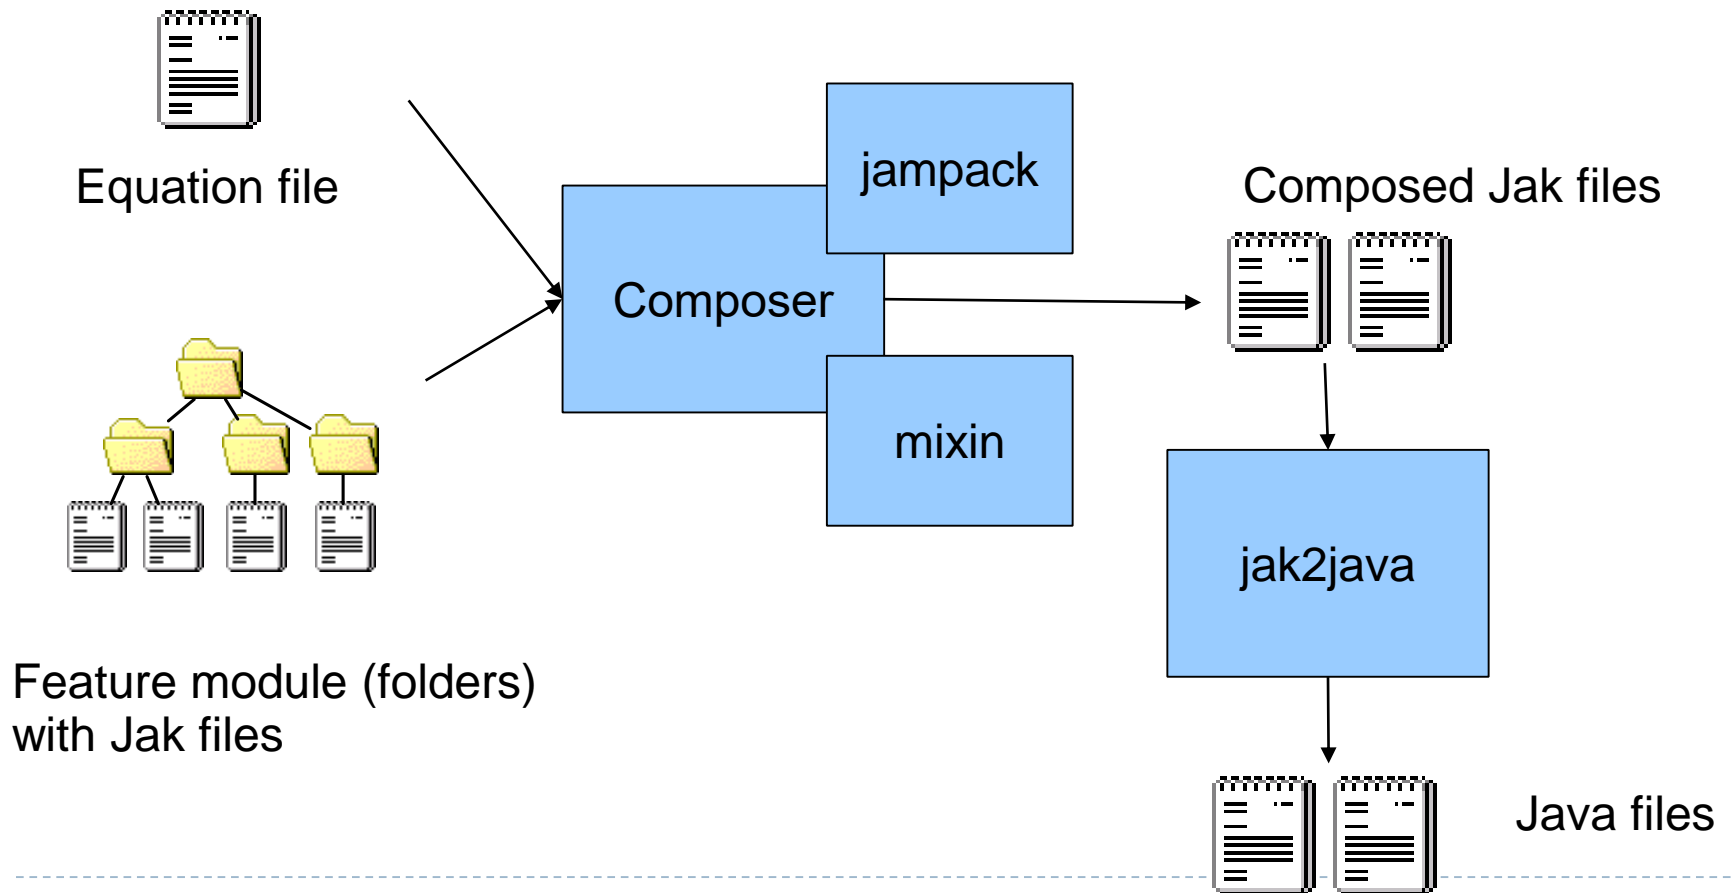 Equation file
jampack
Composed Jak files
Composer
mixin
jak2java
Feature module (folders)
with Jak files
Java files